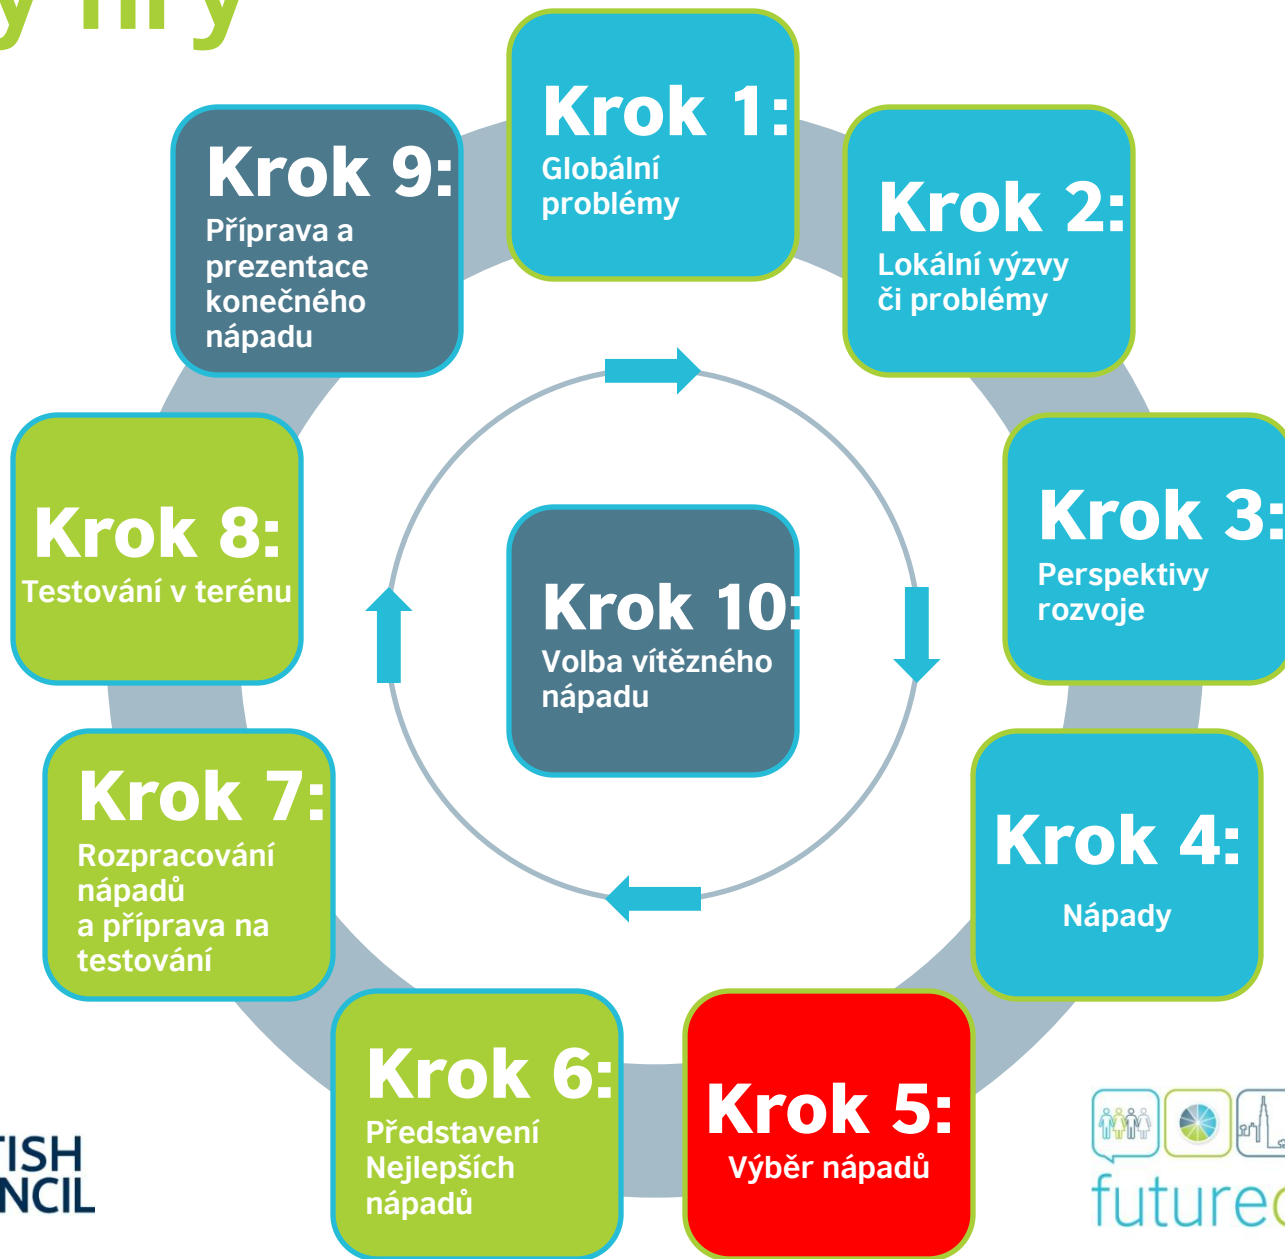 y hry
Krok 1:
Globální
problémy
Krok 2:
Lokální výzvy
či problémy
Krok 3:
Perspektivy
rozvoje
Krok 4:
Nápady
Krok 5:
Výběr nápadů
Krok 6:
Představení
Nejlepších
nápadů
Krok 7:
Rozpracování
nápadů
a příprava na
testování
Krok 8:
Testování v terénu
Krok 9:
Příprava a
prezentace
konečného
nápadu
Krok 10:
Volba vítězného
nápadu
TISH
NCIL
future